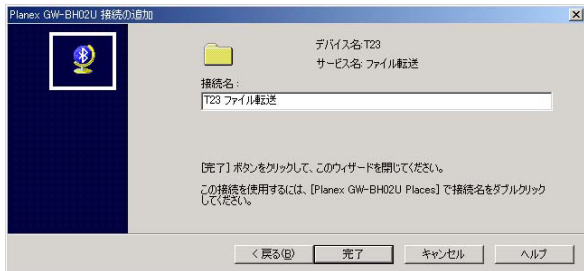 Planex GW-BH02U 接続の追加
デバイス名:T23
サービス名:ファイル転送
接続名:
T23 ファイル転送
[完了] ボタンをクリックして、このウィザードを閉じてください。
この接続を使用するには、[Planex GW-BH02U Places] で接続名をダブルクリック
してください。
< 戻る(B)
完了
キャンセル
ヘルプ